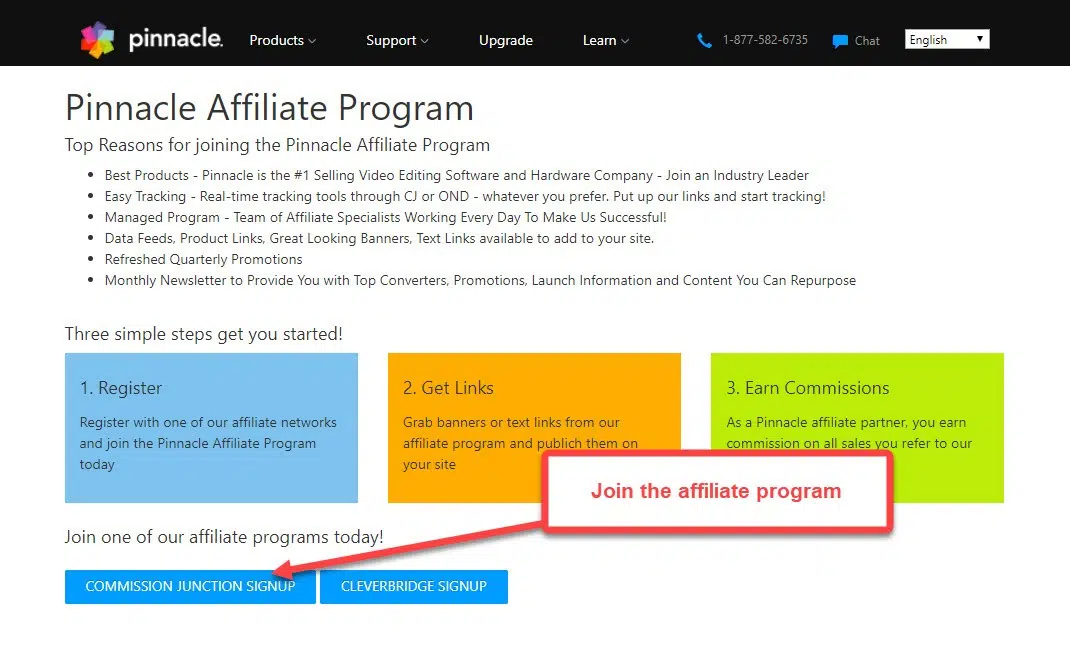 pinnacle.
Products
Support
Upgrade
Learn
1-877-582-6735
Chat
English
Pinnacle Affiliate Program
Top Reasons for joining the Pinnacle Affiliate Program
Best Products - Pinnacle is the #1 Selling Video Editing Software and Hardware Company - Join an Industry Leader
Easy Tracking - Real-time tracking tools through CJ or OND - whatever you prefer. Put up our links and start tracking!
Managed Program - Team of Affiliate Specialists Working Every Day To Make Us Successful!
Data Feeds, Product Links, Great Looking Banners, Text Links available to add to your site.
Refreshed Quarterly Promotions
Monthly Newsletter to Provide You with Top Converters, Promotions, Launch Information and Content You Can Repurpose
Three simple steps get you started!
1. Register
Register with one of our affiliate networks
and join the Pinnacle Affiliate Program
today
2. Get Links
Grab banners or text links from our
affiliate program and publish them on
your site
3. Earn Commissions
As a Pinnacle affiliate partner, you earn
commission on all sales you refer to our
Join the affiliate program
Join one of our affiliate programs today!
COMMISSION JUNCTION SIGNUP
CLEVERBRIDGE SIGNUP